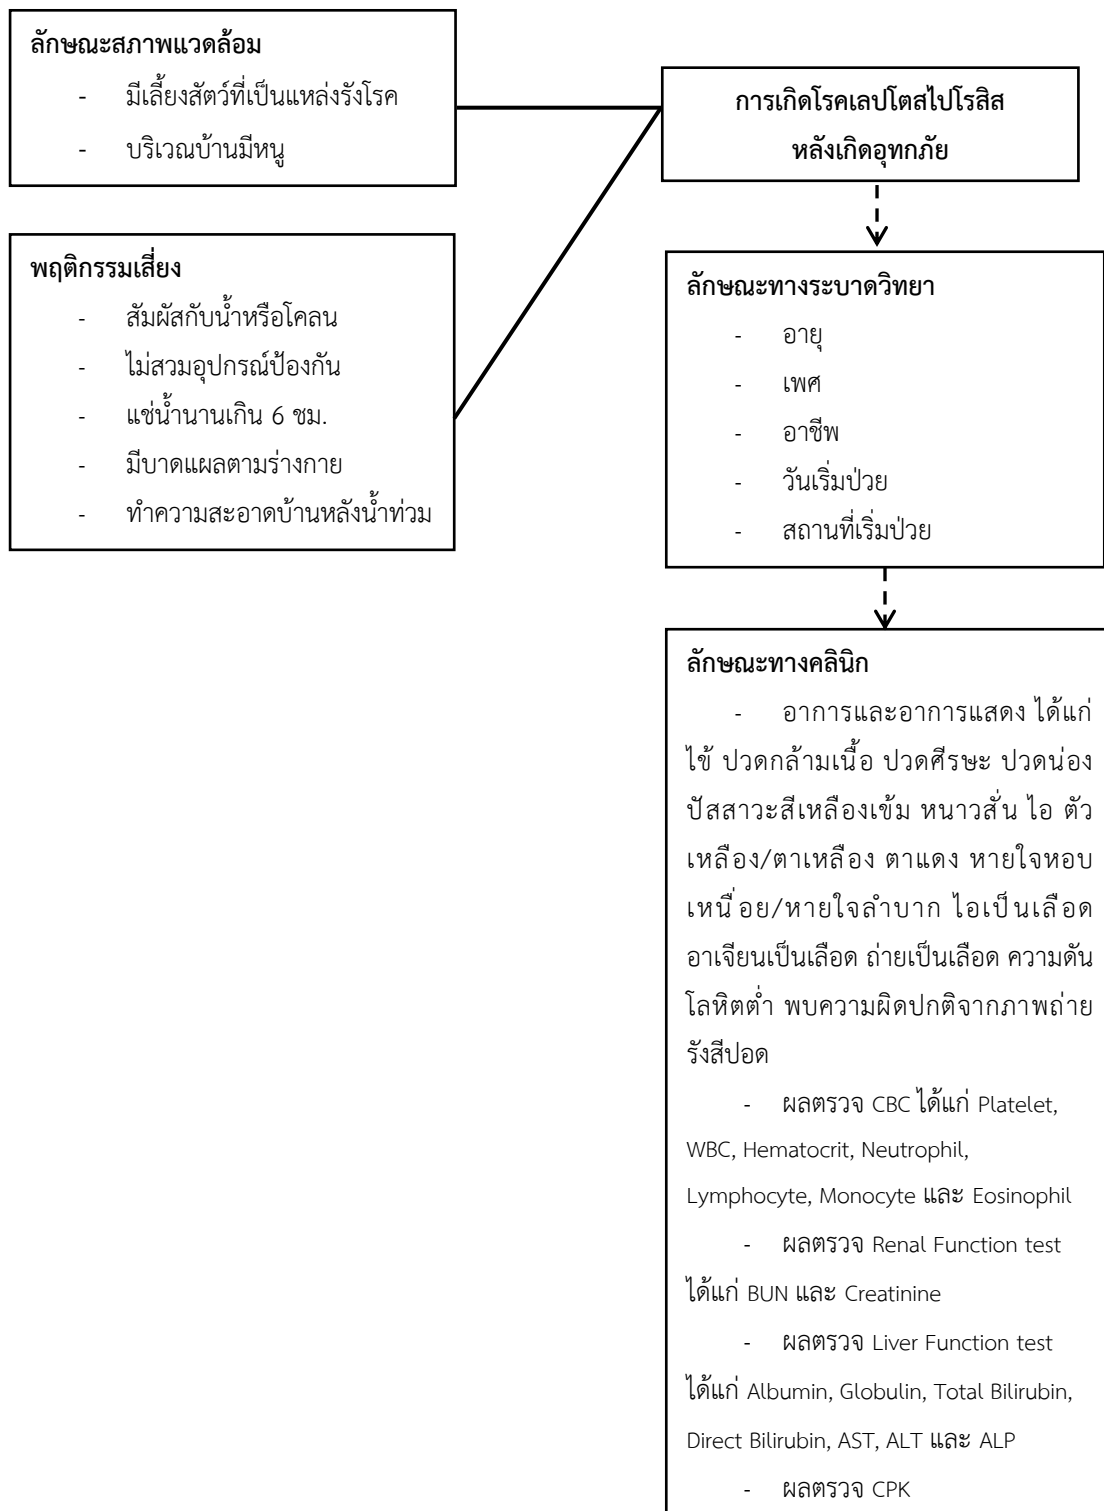 ลักษณะสภาพแวดล้อม
- มีเลี้ยงสัตว์ที่เป็นแหล่งรังโรค
- บริเวณบ้านมีหนู
พฤติกรรมเสี่ยง
- สัมผัสกับน้ำหรือโคลน
- ไม่สวมอุปกรณ์ป้องกัน
- แช่น้ำนานเกิน 6 ชม.
- มีบาดแผลตามร่างกาย
- ทำความสะอาดบ้านหลังน้ำท่วม
การเกิดโรคเลปโตสไปโรสิส
หลังเกิดอุทกภัย
ลักษณะทางระบาดวิทยา
- อายุ
- เพศ
- อาชีพ
- วันเริ่มป่วย
- สถานที่เริ่มป่วย
ลักษณะทางคลินิก
- อาการและอาการแสดง ได้แก่
ไข้ ปวดกล้ามเนื้อ ปวดศีรษะ ปวดน่อง
ปัสสาวะสีเหลืองเข้ม หนาวสั่น ไอ ตัว
เหลือง/ตาเหลือง ตาแดง หายใจหอบ
เหนื่อย/หายใจลำบาก ไอเป็นเลือด
อาเจียนเป็นเลือด ถ่ายเป็นเลือด ความดัน
โลหิตต่ำ พบความผิดปกติจากภาพถ่าย
รังสีปอด
- ผลตรวจ CBC ได้แก่ Platelet,
WBC, Hematocrit, Neutrophil,
Lymphocyte, Monocyte และ Eosinophil
- ผลตรวจ Renal Function test
ได้แก่ BUN และ Creatinine
- ผลตรวจ Liver Function test
ได้แก่ Albumin, Globulin, Total Bilirubin,
Direct Bilirubin, AST, ALT และ ALP
- ผลตรวจ CPK